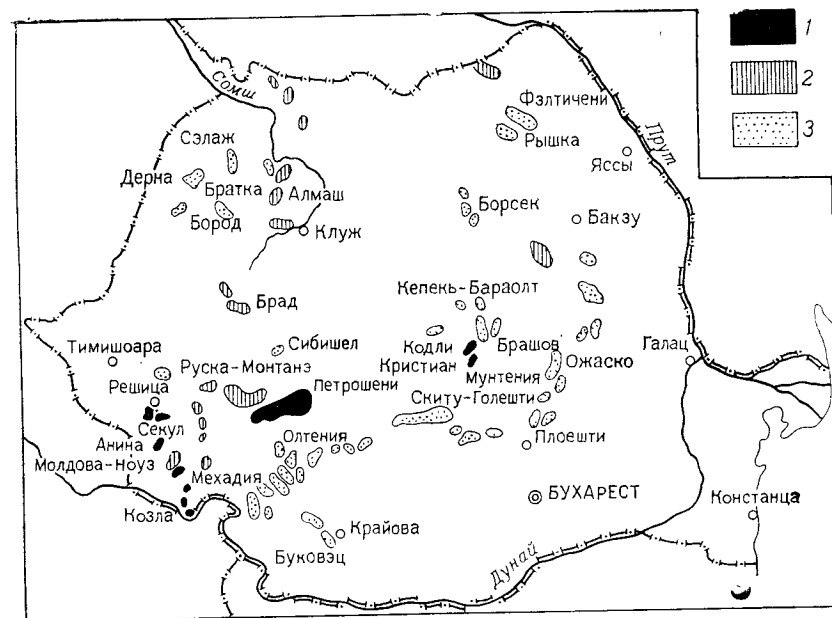 1
2
3
Сомш
Прут
Фэлтичени
Рышка
Яссы
Сэлаж
Дерна
Братка
Алмаш
Бород
Клуж
Борсек
Бакэу
Брад
Кепекь-Бараолт
Сибишел
Тимишоара
Руска-Монтанэ
Решица
Петрошени
Кодли
Кристиан
Брашов
Ожаско
Галац
Мунтения
Скиту-Голешти
Секул
Анина
Молдова-Ноуэ
Олтения
Плоешти
Мехадия
Козла
БУХАРЕСТ
Констанца
Крайова
Буковэц
Дунай